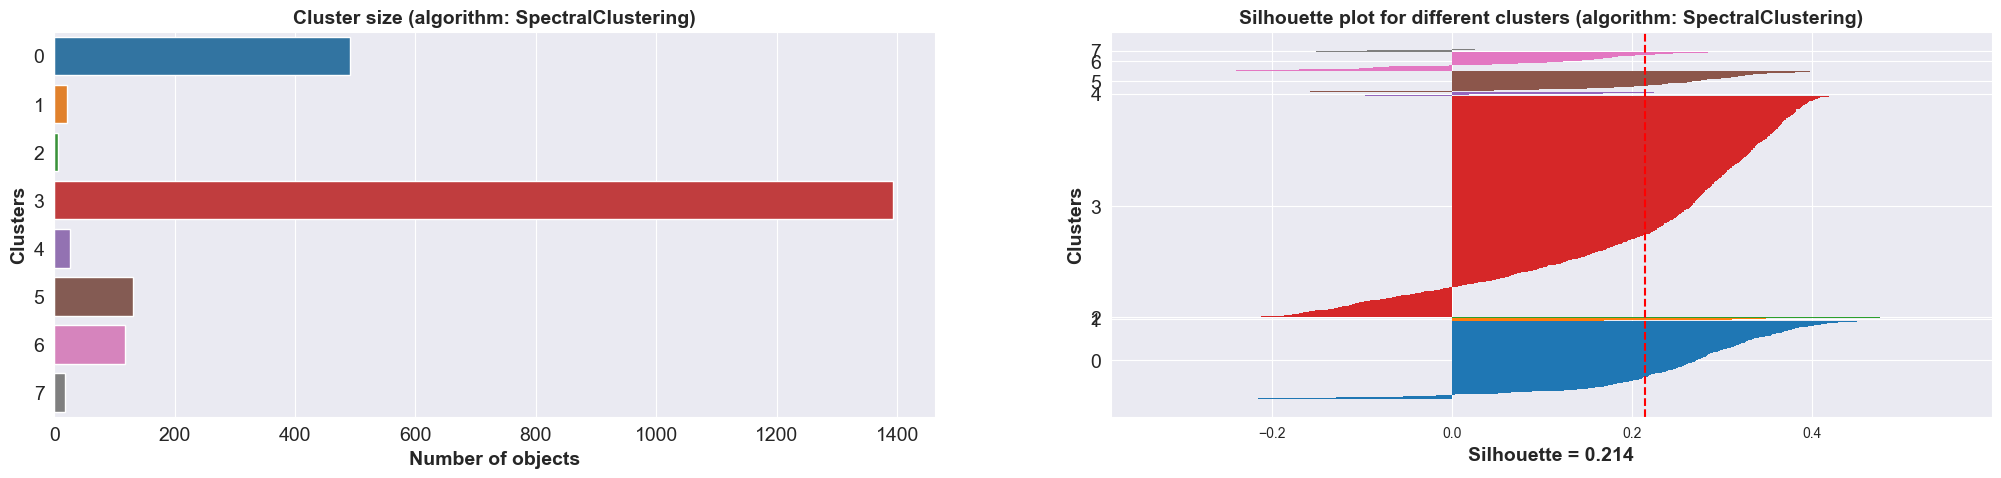 Cluster size (algorithm: SpectralClustering)
Clusters
0
1
2
3
4
5
6
7
0 200 400 600 800 1000 1200 1400
Number of objects
Silhouette plot for different clusters (algorithm: SpectralClustering)
Clusters
7
6
5
4
3
2
1
0
−0.2 0.0 0.2 0.4
Silhouette = 0.214